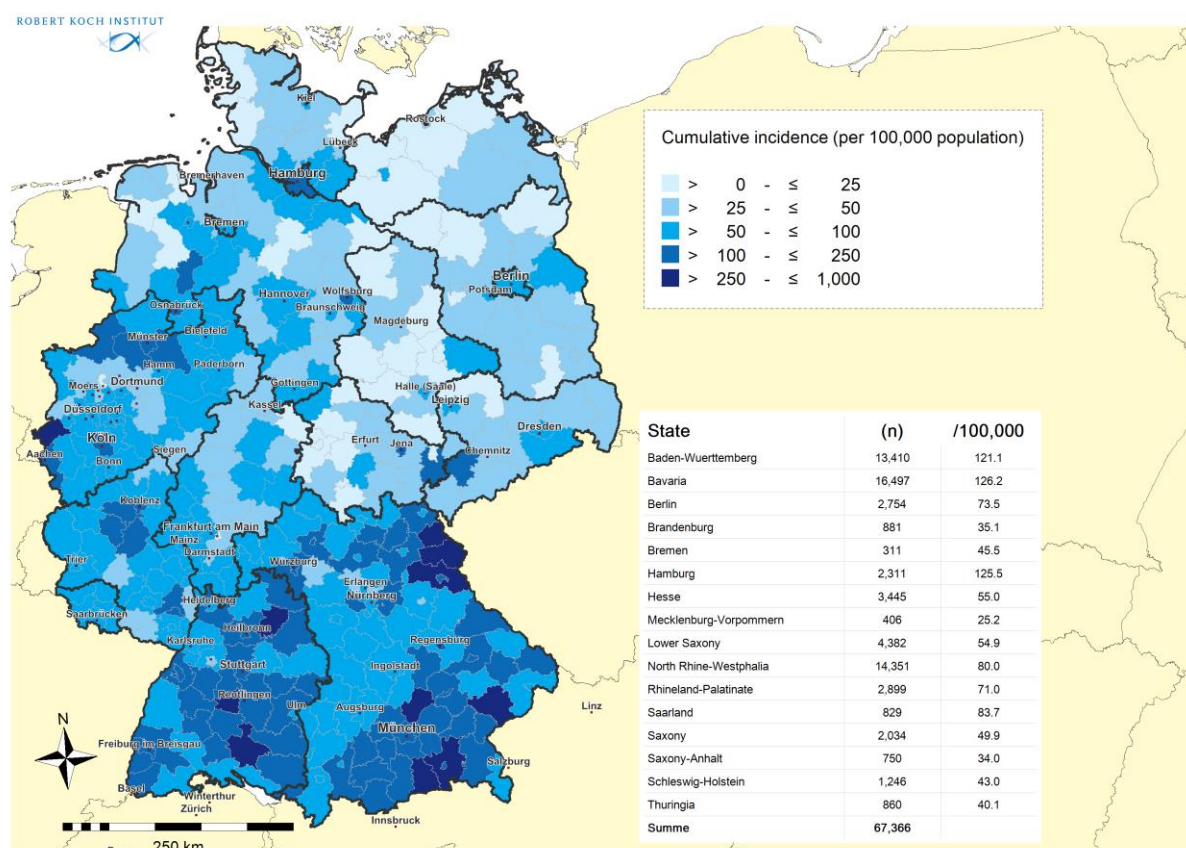 ROBERT KOCH INSTITUT
Kiel
Rostock
Lübeck
Bremerhaven
Hamburg
Bremen
Berlin
Potsdam
Hannover
Wolfsburg
Braunschweig
Osnabrück
Magdeburg
Münster
Bielefeld
Hamm
Paderborn
Göttingen
Moers
Dortmund
Halle (Saale)
Leipzig
Düsseldorf
Kassel
Dresden
Köln
Erfurt
Jena
Chemnitz
Aachen
Bonn
Siegen
Koblenz
Frankfurt am Main
Mainz
Darmstadt
Trier
Würzburg
Erlangen
Nürnberg
Saarbrücken
Heidelberg
Heilbronn
Karlsruhe
Regensburg
Stuttgart
Ingolstadt
Reutlingen
Ulm
Augsburg
München
Linz
Freiburg im Breisgau
Salzburg
Basel
Winterthur
Zürich
Innsbruck
N
250 km
Cumulative incidence (per 100,000 population)
> 0 - ≤ 25
> 25 - ≤ 50
> 50 - ≤ 100
> 100 - ≤ 250
> 250 - ≤ 1,000
State (n) /100,000
Baden-Wuerttemberg 13,410 121.1
Bavaria 16,497 126.2
Berlin 2,754 73.5
Brandenburg 881 35.1
Bremen 311 45.5
Hamburg 2,311 125.5
Hesse 3,445 55.0
Mecklenburg-Vorpommern 406 25.2
Lower Saxony 4,382 54.9
North Rhine-Westphalia 14,351 80.0
Rhineland-Palatinate 2,899 71.0
Saarland 829 83.7
Saxony 2,034 49.9
Saxony-Anhalt 750 34.0
Schleswig-Holstein 1,246 43.0
Thuringia 860 40.1
Summe 67,366